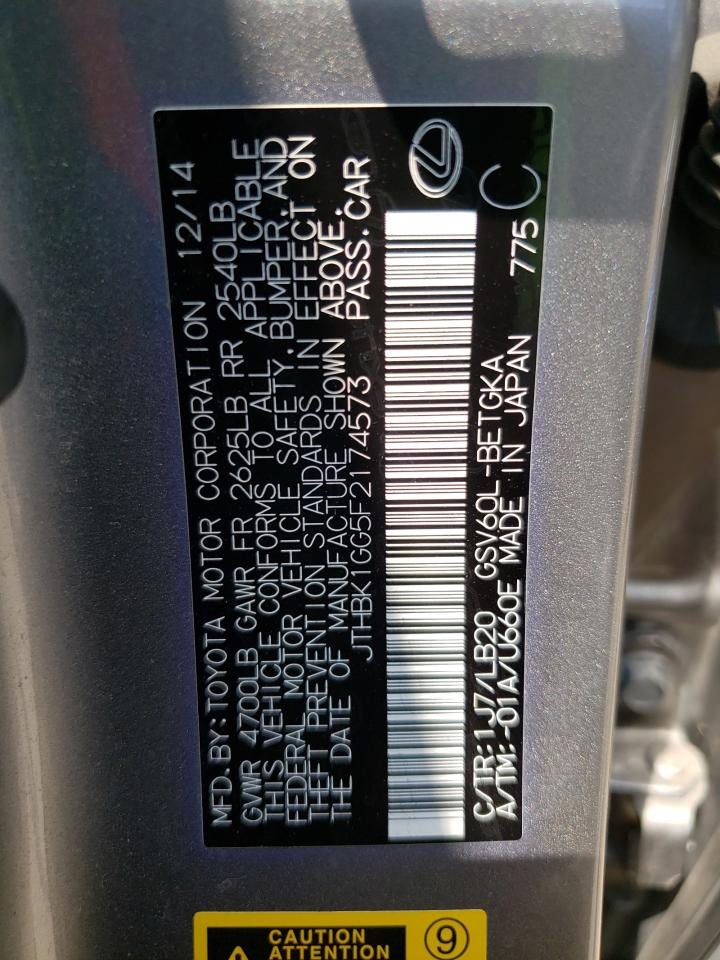 MFD.BY:TOYOTA MOTOR CORPORATION 12/14
GVWR 4700LB GAWR FR 2625LB RR 2540LB
THIS VEHICLE CONFORMS TO ALL APPLICABLE
FEDERAL MOTOR VEHICLE SAFETY,BUMPER,AND
THEFT PREVENTION STANDARDS IN EFFECT ON
THE DATE OF MANUFACTURE SHOWN ABOVE.
JTHBK1GG5F2174573 PASS.CAR
C/TR:1J7/LB20 GSV60L-BETGKA
A/TM:-01A/U660E MADE IN JAPAN 775
C
CAUTION
ATTENTION
9